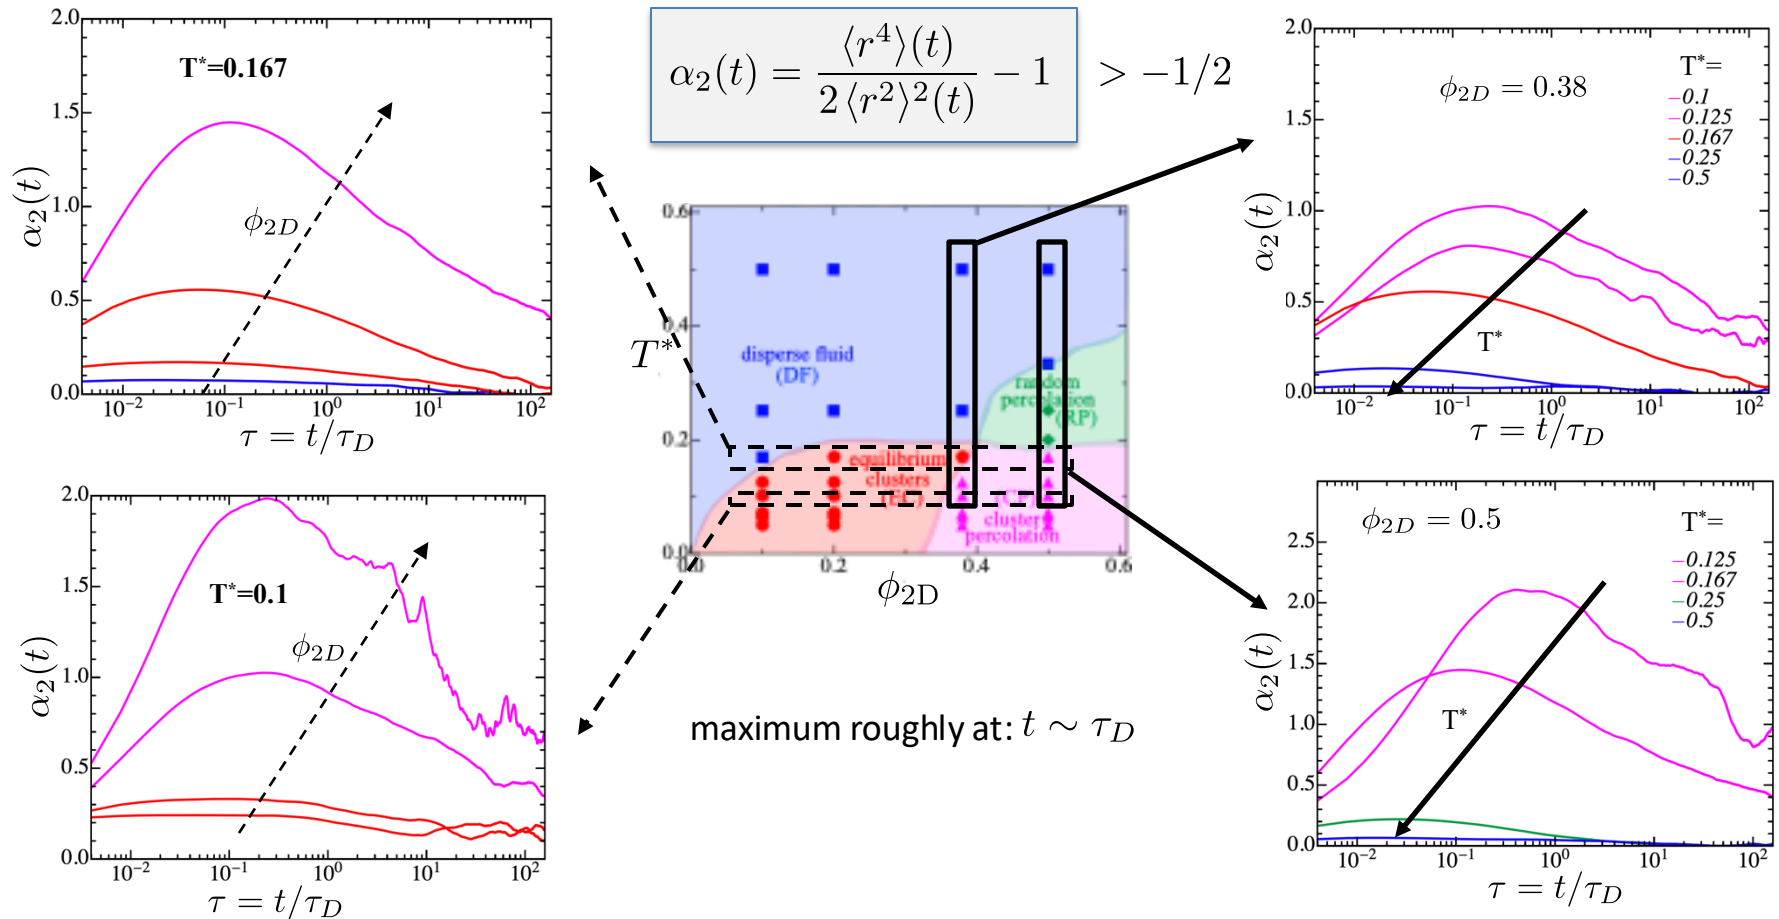 2.0
1.5
1.0
0.5
0.0
α₂(t)
T*=0.167
ϕ2D
10⁻² 10⁻¹ 10⁰ 10¹ 10²
τ = t/τ_D
α₂(t) = ⟨r⁴⟩(t) / 2⟨r²⟩²(t) − 1 > −1/2
2.0
1.5
1.0
0.5
0.0
α₂(t)
ϕ2D = 0.38
T*=
0.1
0.125
0.167
0.25
0.5
T*
10⁻² 10⁻¹ 10⁰ 10¹ 10²
τ = t/τ_D
0.6
0.4
0.2
0.0
T*
disperse fluid
(DF)
random
percolation
(RP)
equilibrium
clusters
(EC)
(CP)
cluster
percolation
0.0 0.2 0.4 0.6
ϕ2D
2.0
1.5
1.0
0.5
0.0
α₂(t)
T*=0.1
ϕ2D
10⁻² 10⁻¹ 10⁰ 10¹ 10²
τ = t/τ_D
maximum roughly at: t ∼ τ_D
2.5
2.0
1.5
1.0
0.5
0.0
α₂(t)
ϕ2D = 0.5
T*=
0.125
0.167
0.25
0.5
T*
10⁻² 10⁻¹ 10⁰ 10¹ 10²
τ = t/τ_D